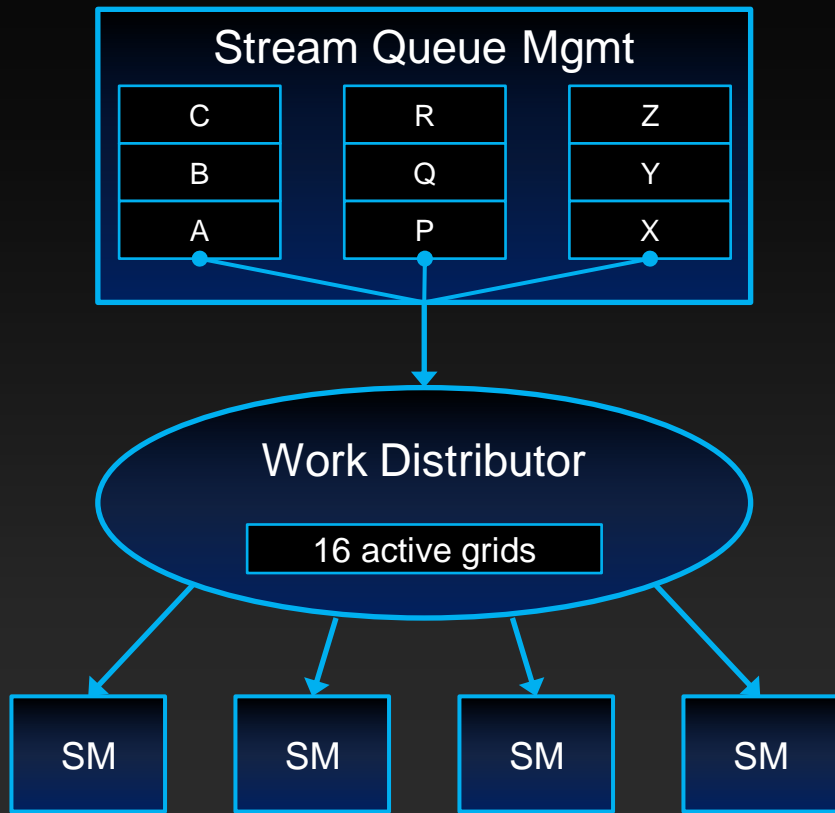 Stream Queue Mgmt
C
R
Z
B
Q
Y
A
P
X
Work Distributor
16 active grids
SM
SM
SM
SM